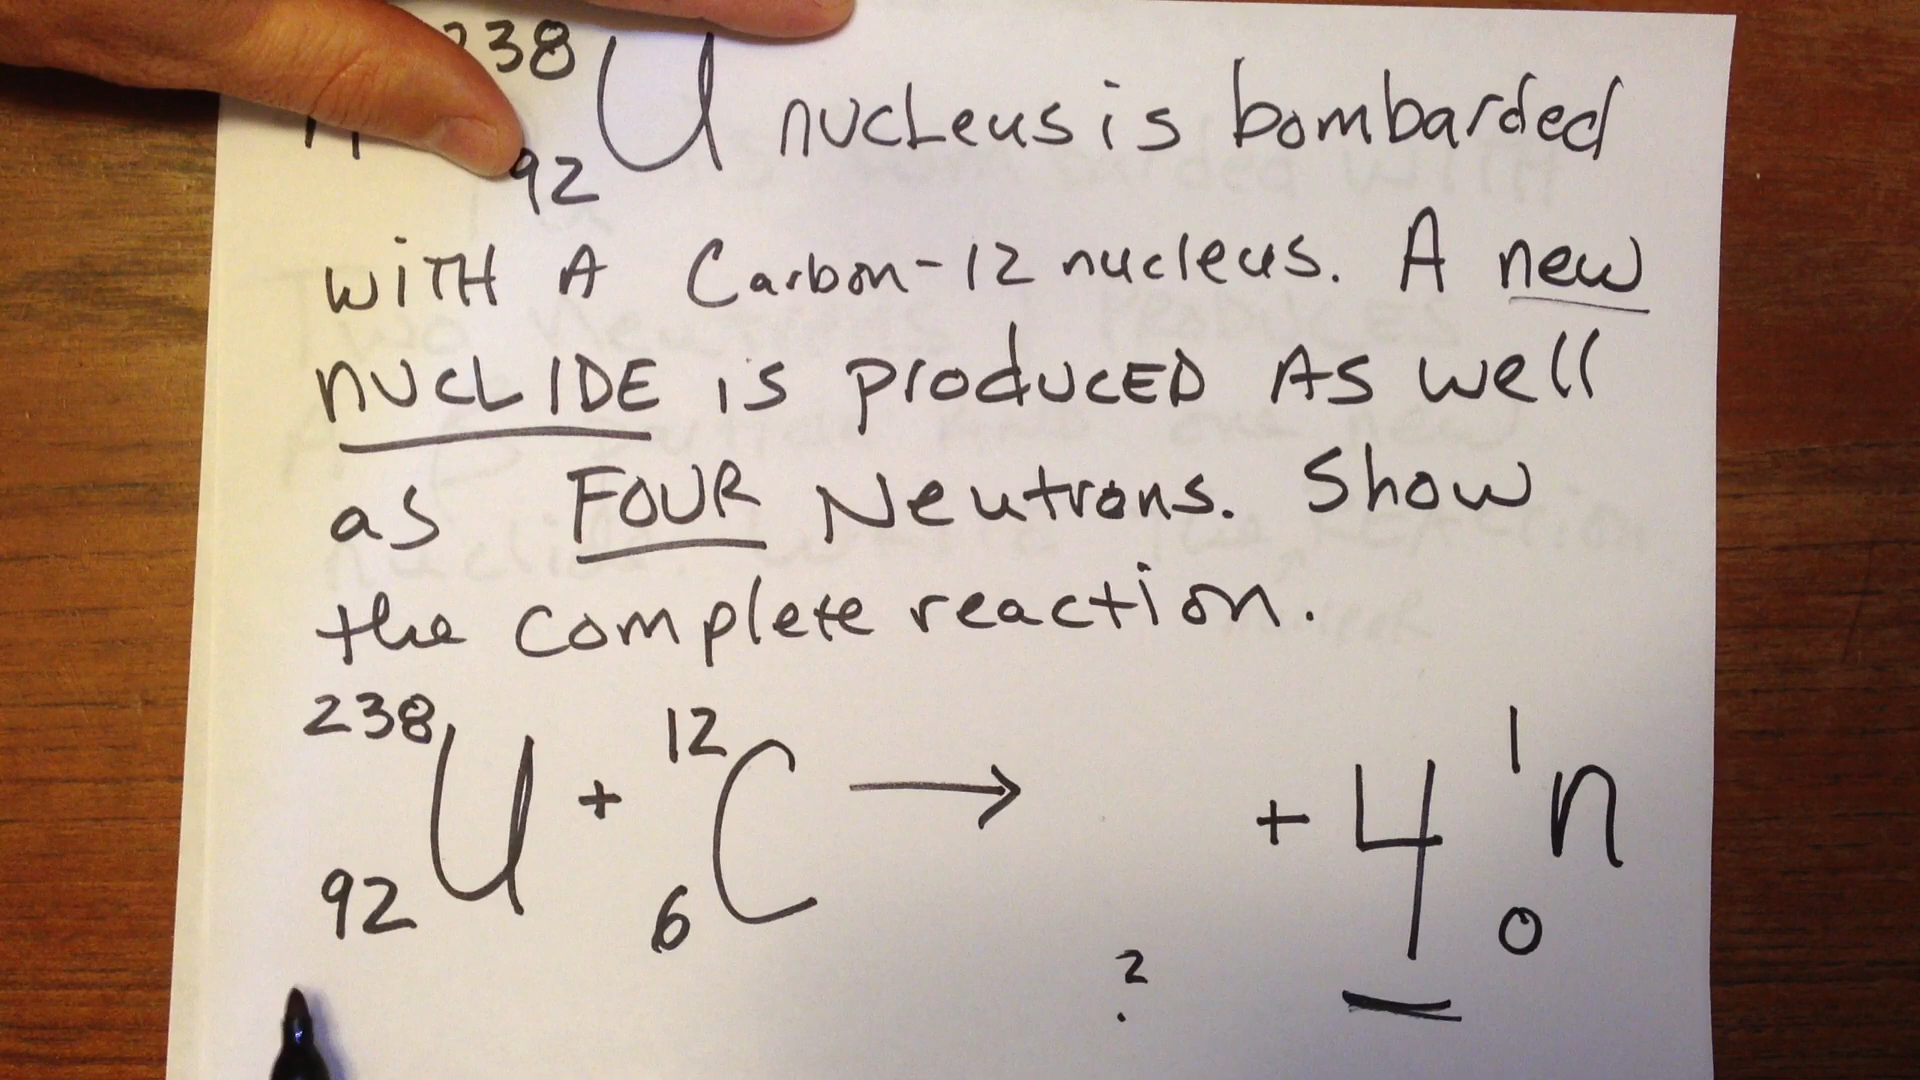 238
92 U nucleus is bombarded
with A Carbon-12 nucleus. A new
nuclide is produced As well
as FOUR Neutrons. Show
the complete reaction.
238 12 1
U + C → + 4 n
92 6 ? 0